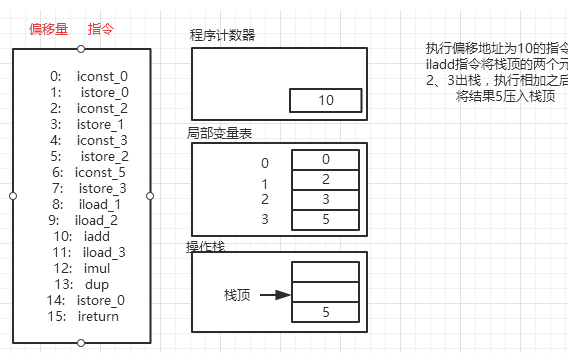 偏移量 指令
0: iconst_0
1: istore_0
2: iconst_2
3: istore_1
4: iconst_3
5: istore_2
6: iconst_5
7: istore_3
8: iload_1
9: iload_2
10: iadd
11: iload_3
12: imul
13: dup
14: istore_0
15: ireturn
程序计数器
10
局部变量表
0 0
1 2
2 3
3 5
操作栈
栈顶
5
执行偏移地址为10的指令
iladd指令将栈顶的两个元
2、3出栈，执行相加之后
将结果5压入栈顶